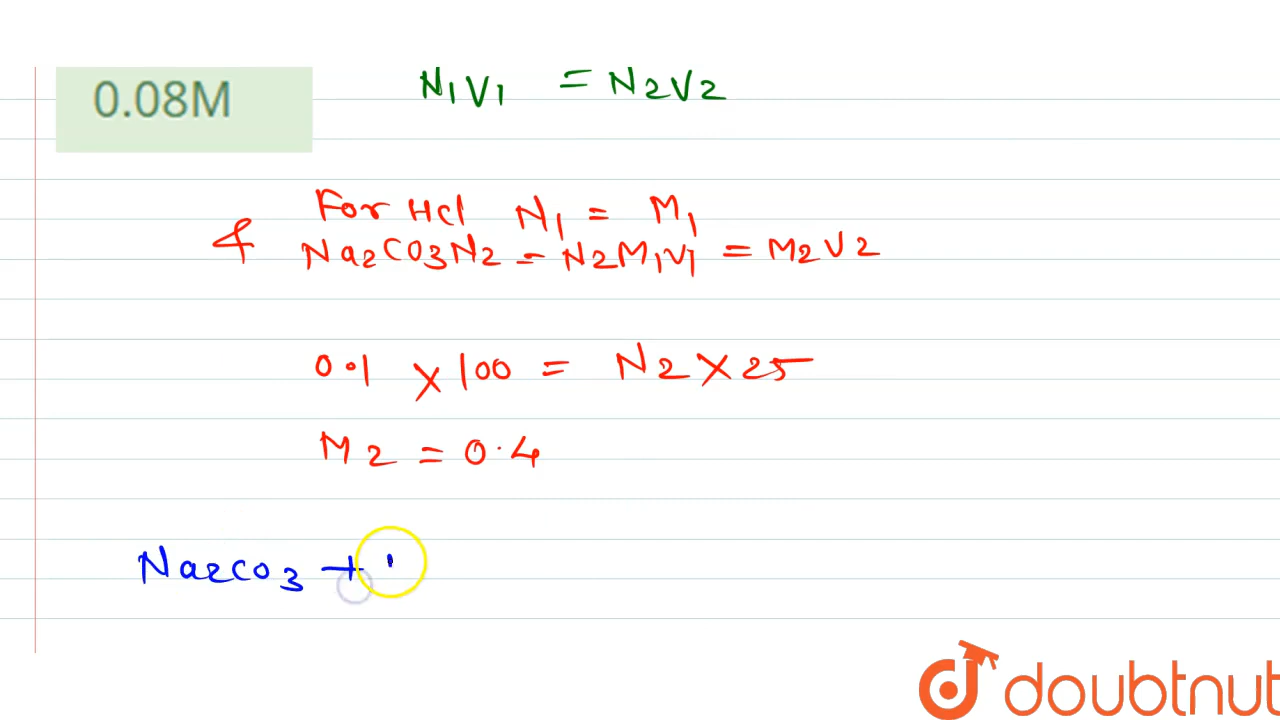 0.08M
N1V1 = N2V2
For HCl N1 = M1
& Na2CO3N2 = N2M1V1 = M2V2
0.1 × 100 = N2 × 25
M2 = 0.4
Na2CO3 +
doubtnut